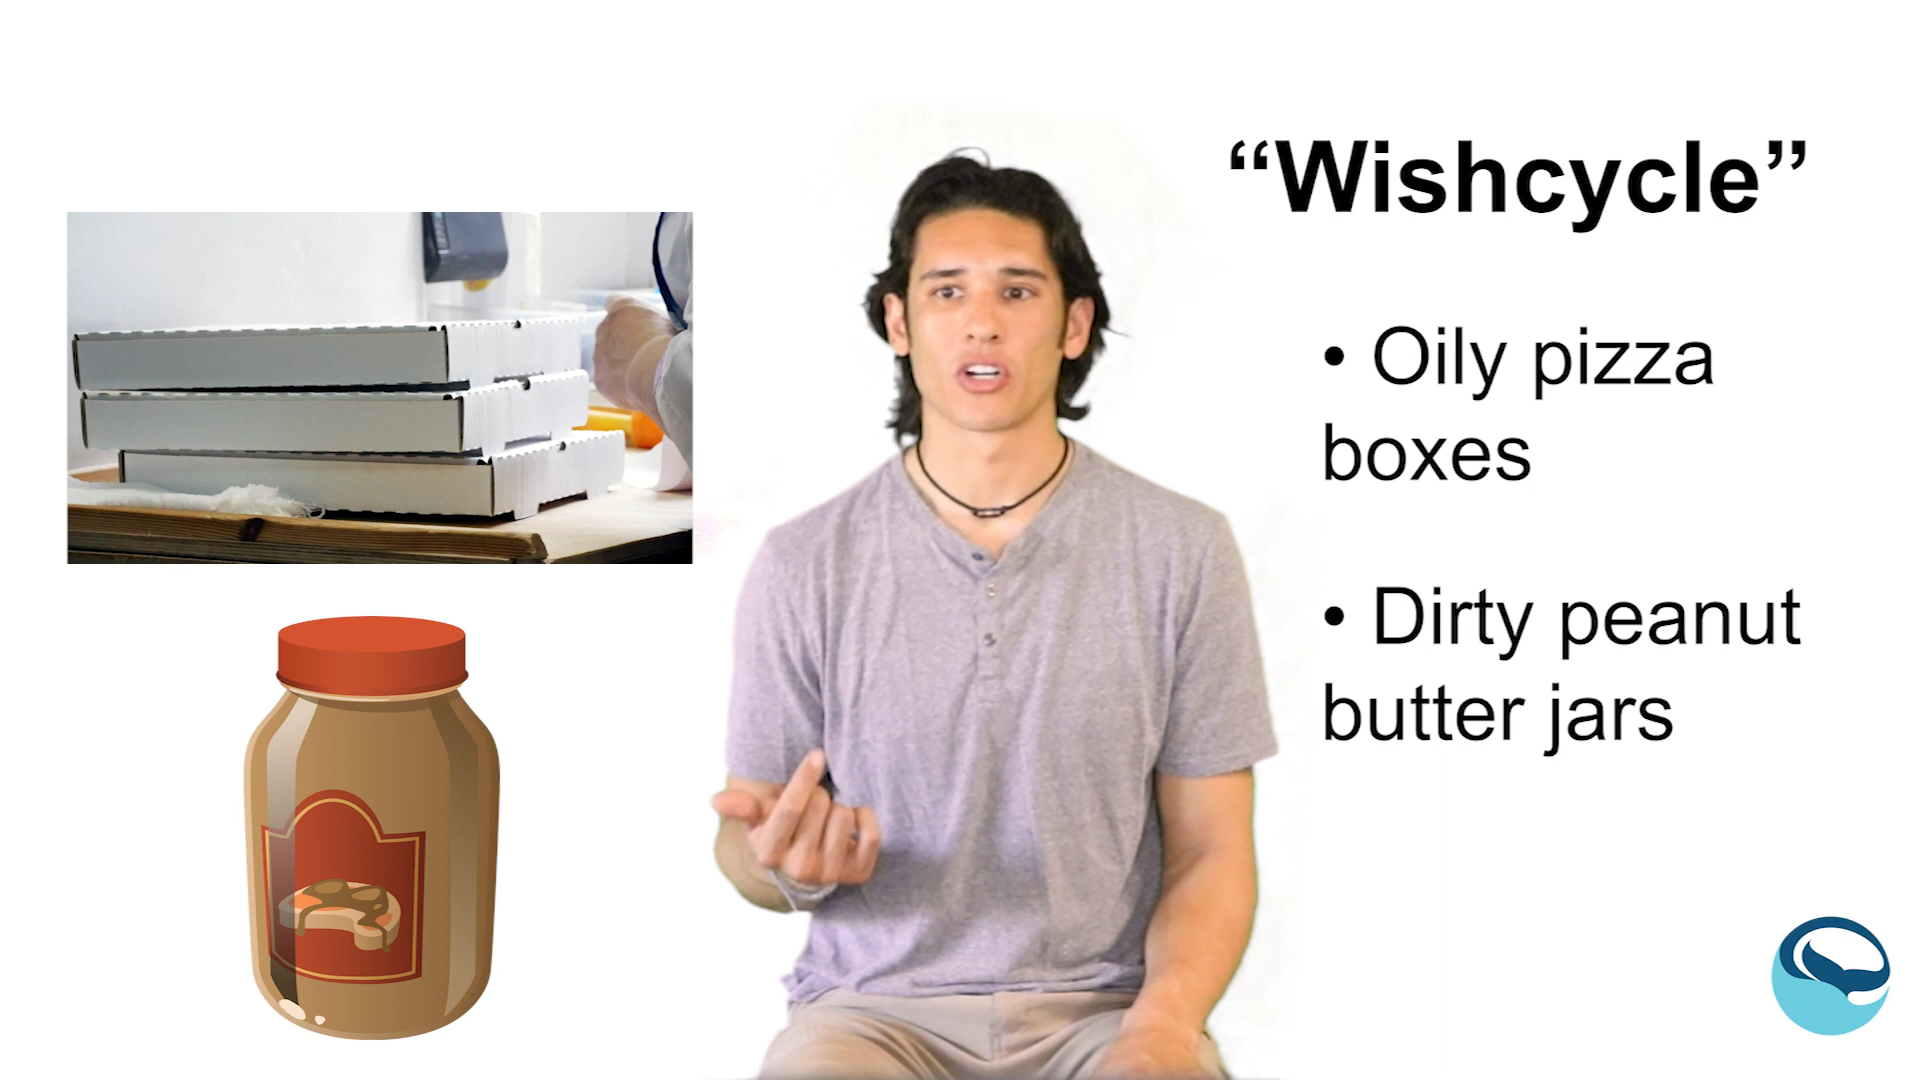 “Wishcycle”
• Oily pizza
boxes
• Dirty peanut
butter jars